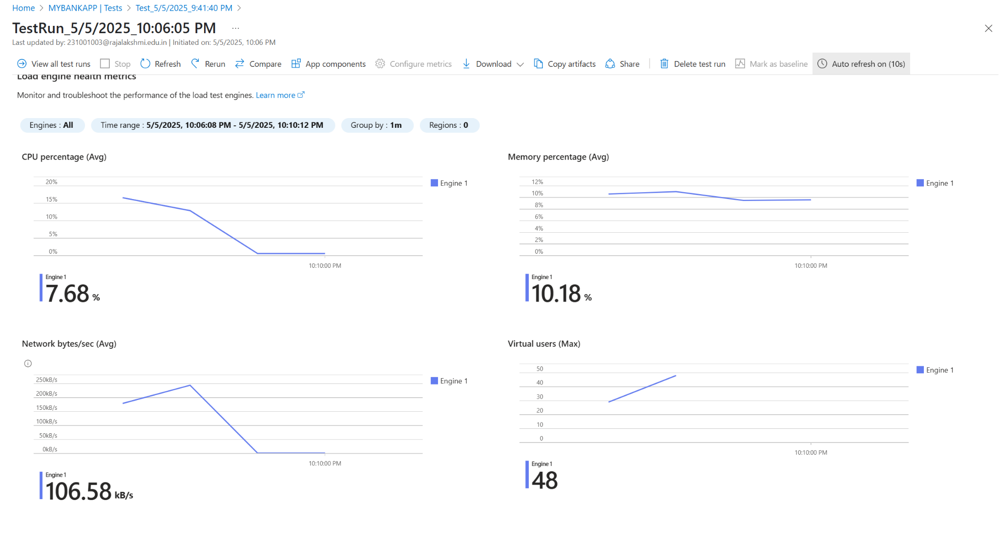 Home > MYBANKAPP | Tests > Test_5/5/2025_9:41:40 PM >
TestRun_5/5/2025_10:06:05 PM ...
Last updated by: 231001003@rajalakshmi.edu.in | Initiated on: 5/5/2025, 10:06 PM
View all test runs Stop Refresh Rerun Compare App components Configure metrics Download Copy artifacts Share Delete test run Mark as baseline Auto refresh on (10s)
Load engine health metrics
Monitor and troubleshoot the performance of the load test engines. Learn more
Engines : All Time range : 5/5/2025, 10:06:08 PM - 5/5/2025, 10:10:12 PM Group by : 1m Regions : 0
CPU percentage (Avg)
20%
15%
10%
5%
0%
10:10:00 PM
Engine 1
Engine 1
7.68 %
Memory percentage (Avg)
12%
10%
8%
6%
4%
2%
0%
10:10:00 PM
Engine 1
Engine 1
10.18 %
Network bytes/sec (Avg)
250kB/s
200kB/s
150kB/s
100kB/s
50kB/s
0kB/s
10:10:00 PM
Engine 1
Engine 1
106.58 kB/s
Virtual users (Max)
50
40
30
20
10
0
10:10:00 PM
Engine 1
Engine 1
48